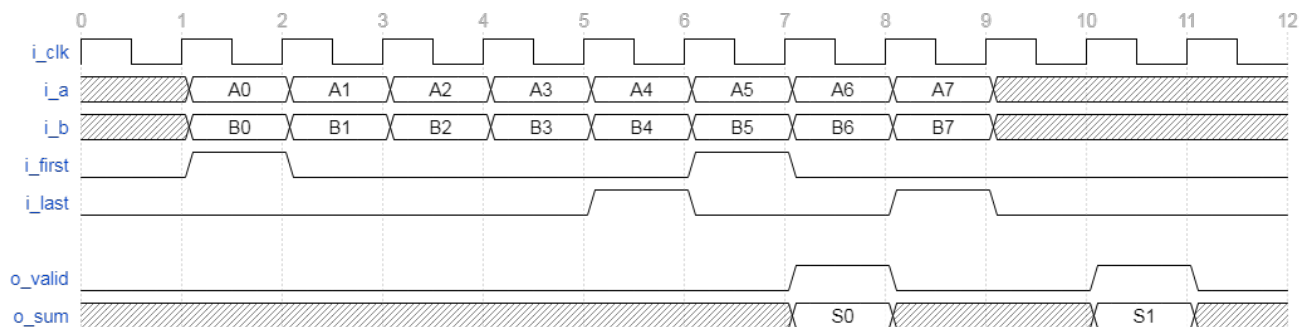 0 1 2 3 4 5 6 7 8 9 10 11 12
i_clk
i_a A0 A1 A2 A3 A4 A5 A6 A7
i_b B0 B1 B2 B3 B4 B5 B6 B7
i_first
i_last
o_valid
o_sum S0 S1